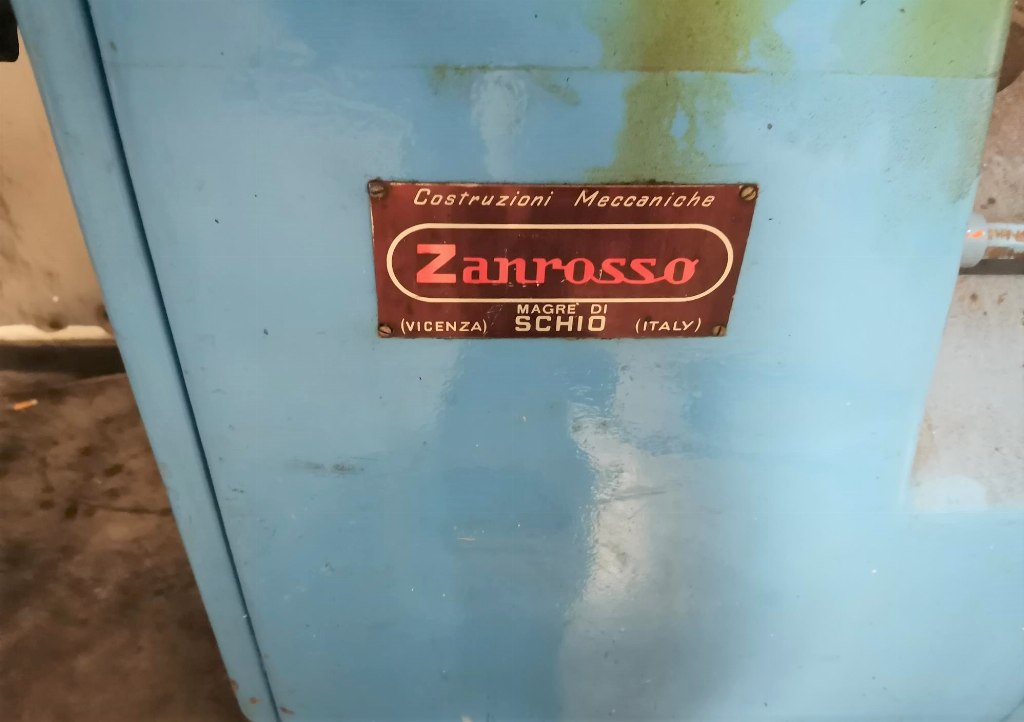 Costruzioni Meccaniche
Zanrosso
MAGRE' DI
(VICENZA) SCHIO (ITALY)